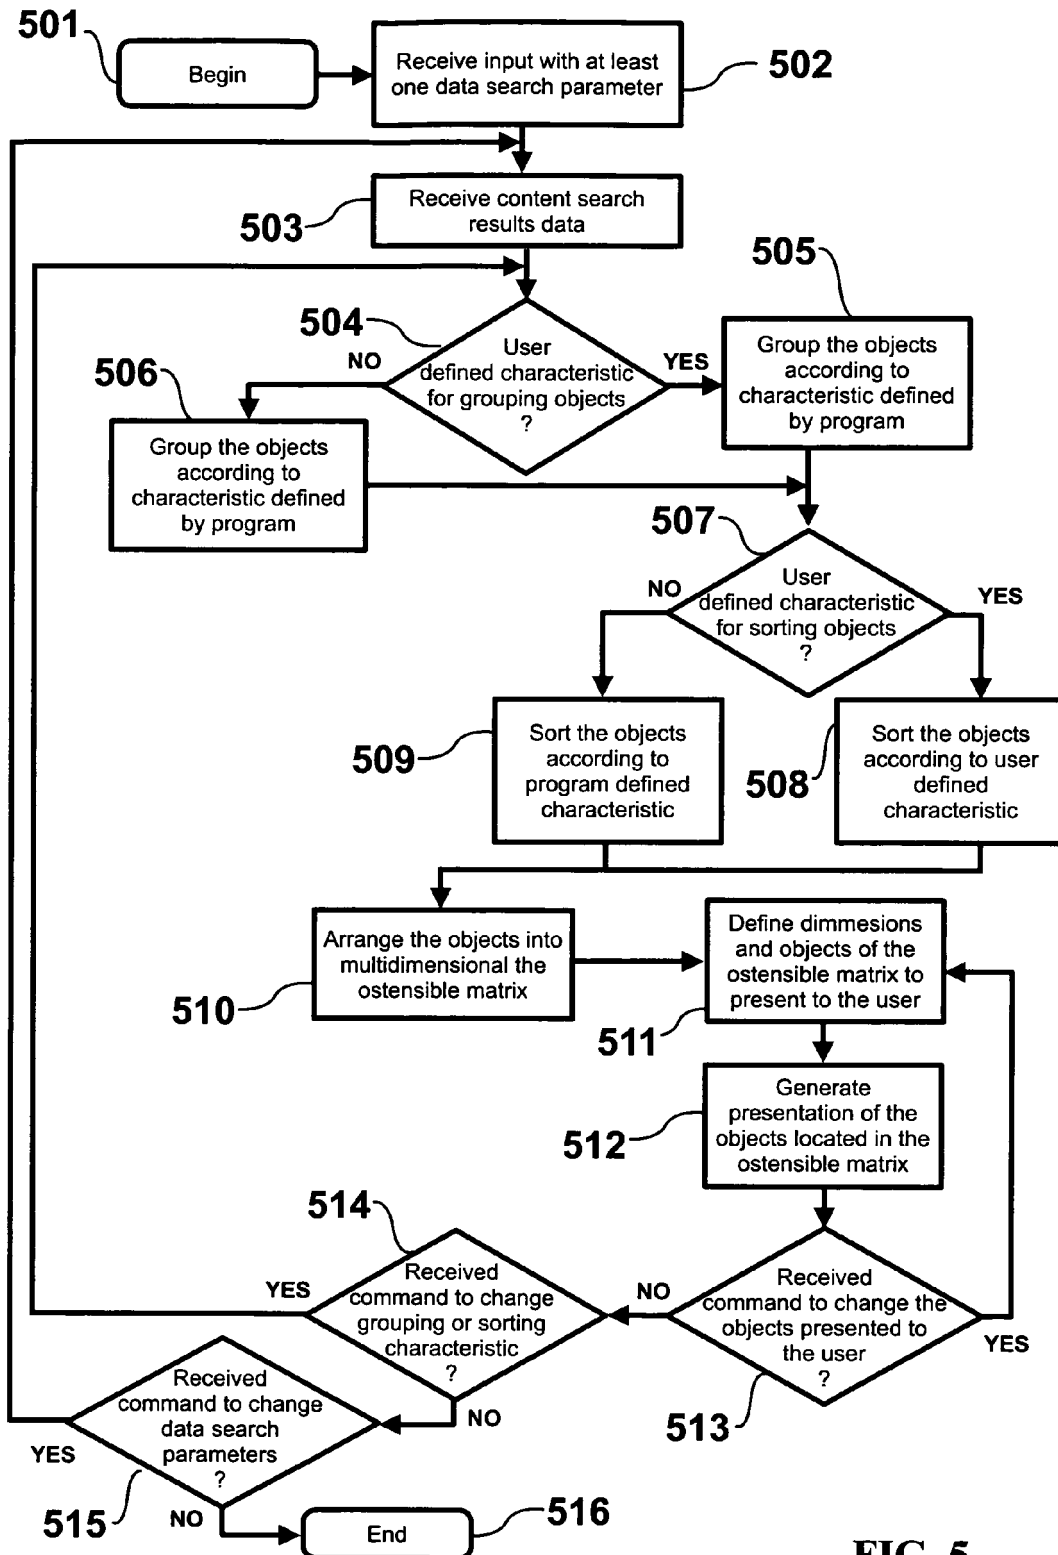 501
Begin
Receive input with at least
one data search parameter
502
Receive content search
results data
503
504
User
defined characteristic
for grouping objects
?
NO
YES
505
Group the objects
according to
characteristic defined
by program
506
Group the objects
according to
characteristic defined
by program
507
User
defined characteristic
for sorting objects
?
NO
YES
509
Sort the objects
according to
program defined
characteristic
508
Sort the objects
according to user
defined
characteristic
510
Arrange the objects into
multidimensional the
ostensible matrix
Define dimmesions
and objects of the
ostensible matrix to
present to the user
511
Generate
presentation of the
objects located in the
ostensible matrix
512
Received
command to change the
objects presented to
the user
?
NO
YES
513
514
Received
command to change
grouping or sorting
characteristic
?
YES
NO
Received
command to change
data search
parameters
?
YES
NO
515
End
516
FIG. 5